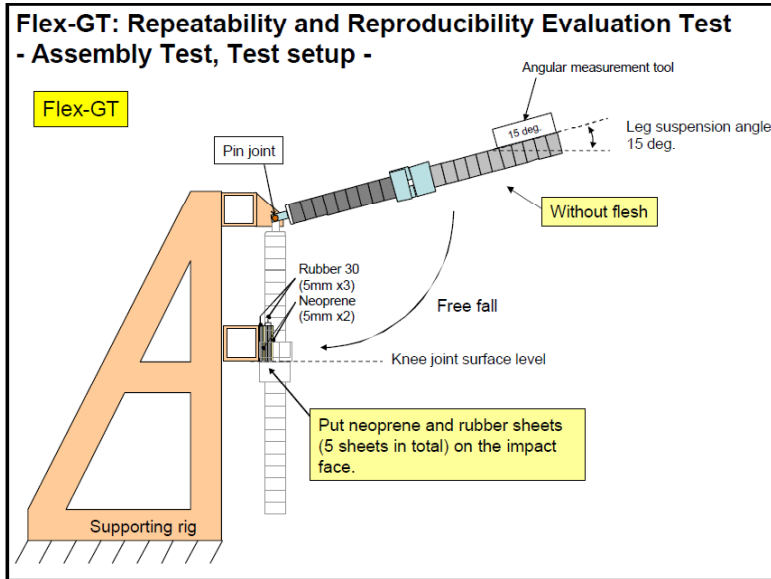 Flex-GT: Repeatability and Reproducibility Evaluation Test
- Assembly Test, Test setup -
Angular measurement tool
Flex-GT
15 deg.
Leg suspension angle
15 deg.
Pin joint
Without flesh
Rubber 30
(5mm x3)
Neoprene
(5mm x2)
Free fall
Knee joint surface level
Put neoprene and rubber sheets
(5 sheets in total) on the impact
face.
Supporting rig